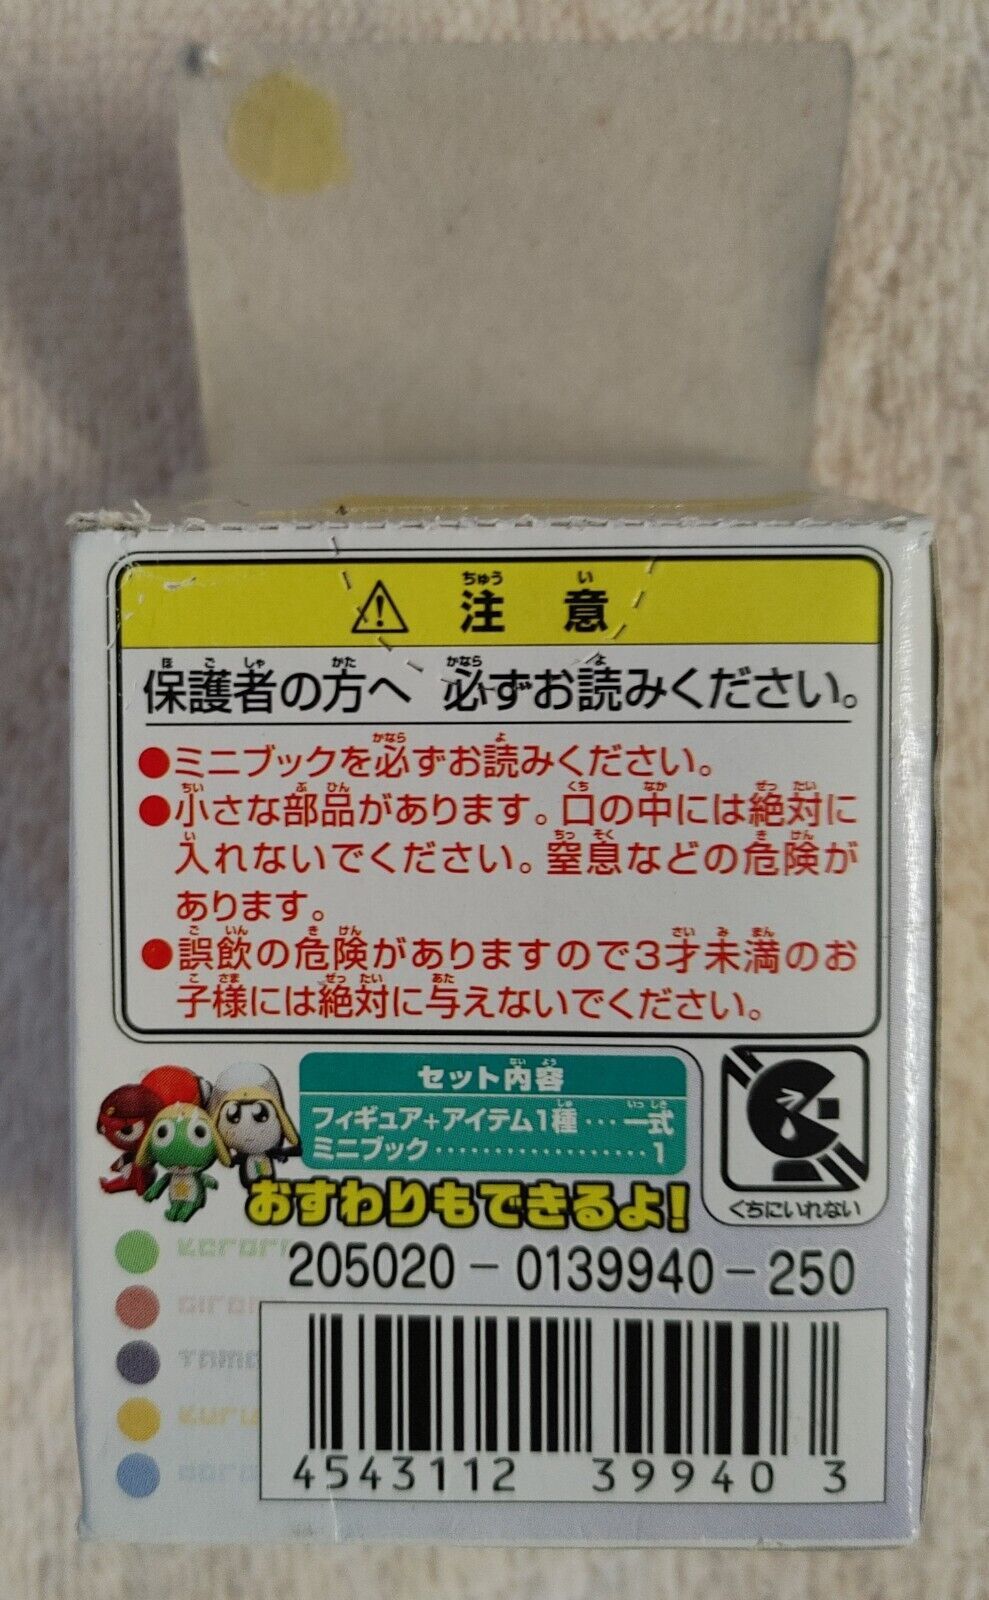 注意
保護者の方へ 必ずお読みください。
●ミニブックを必ずお読みください。
●小さな部品があります。口の中には絶対に
入れないでください。窒息などの危険が
あります。
●誤飲の危険がありますので3才未満のお
子様には絶対に与えないでください。
セット内容
フィギュア+アイテム1種…一式
ミニブック………………1
おすわりもできるよ!
くちにいれない
205020-0139940-250
4543112 399403